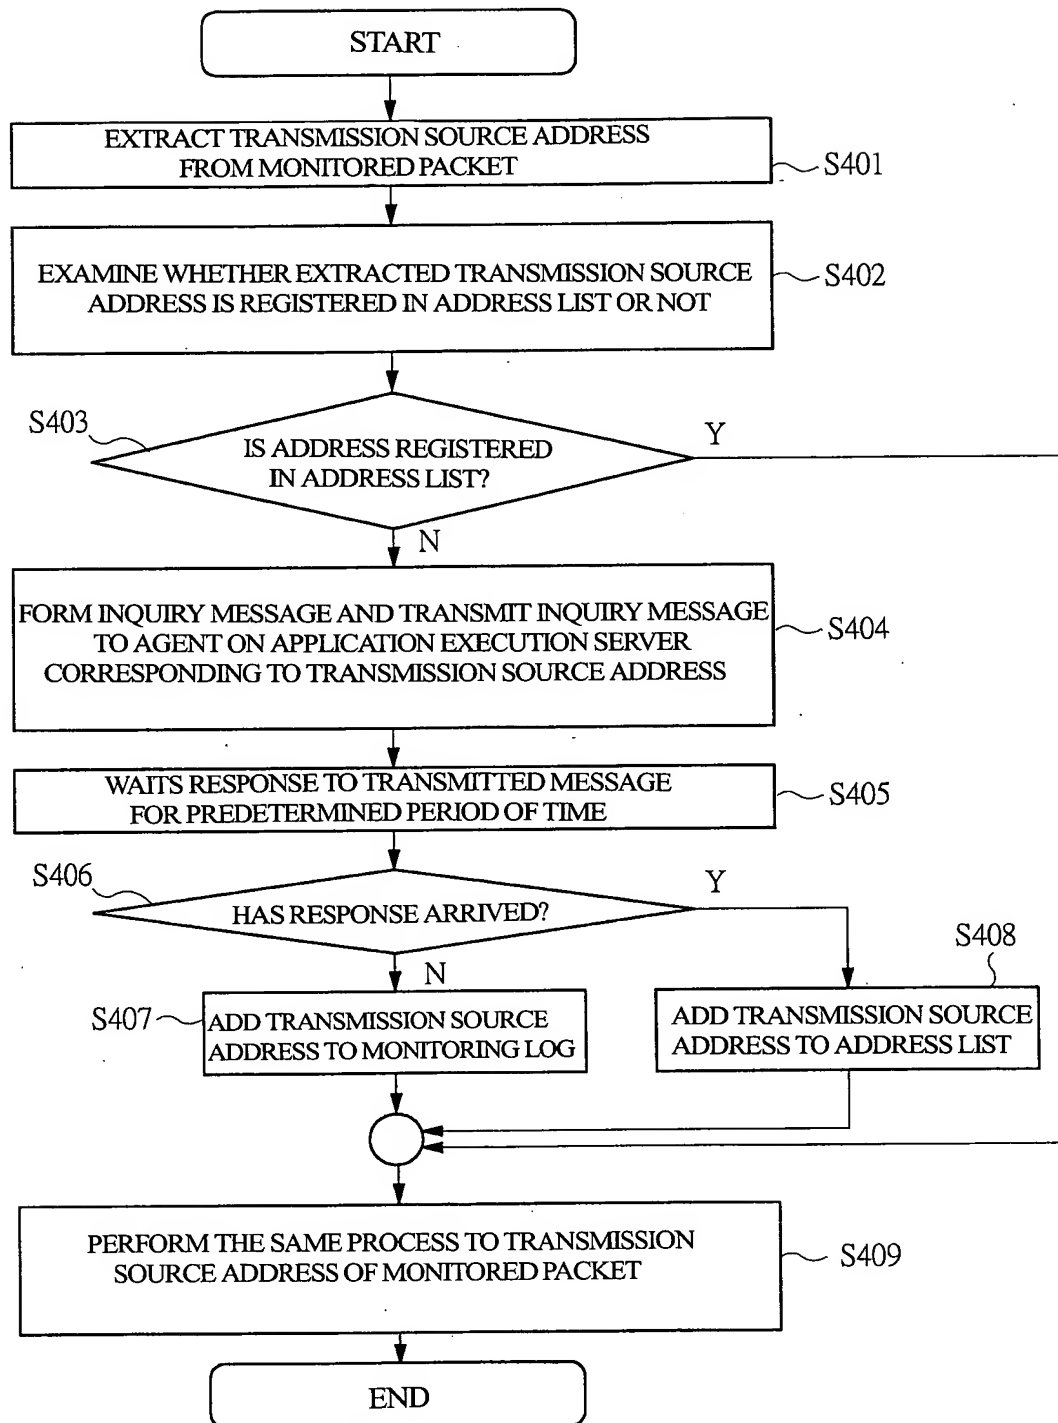 START
EXTRACT TRANSMISSION SOURCE ADDRESS
FROM MONITORED PACKET
S401
EXAMINE WHETHER EXTRACTED TRANSMISSION SOURCE
ADDRESS IS REGISTERED IN ADDRESS LIST OR NOT
S402
S403
IS ADDRESS REGISTERED
IN ADDRESS LIST?
Y
N
FORM INQUIRY MESSAGE AND TRANSMIT INQUIRY MESSAGE
TO AGENT ON APPLICATION EXECUTION SERVER
CORRESPONDING TO TRANSMISSION SOURCE ADDRESS
S404
WAITS RESPONSE TO TRANSMITTED MESSAGE
FOR PREDETERMINED PERIOD OF TIME
S405
S406
HAS RESPONSE ARRIVED?
Y
N
S407
ADD TRANSMISSION SOURCE
ADDRESS TO MONITORING LOG
S408
ADD TRANSMISSION SOURCE
ADDRESS TO ADDRESS LIST
PERFORM THE SAME PROCESS TO TRANSMISSION
SOURCE ADDRESS OF MONITORED PACKET
S409
END